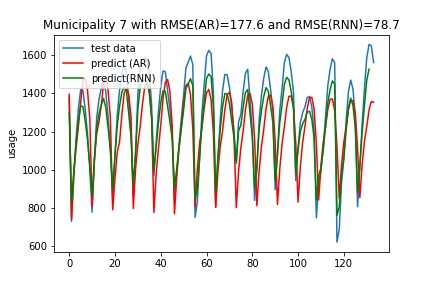 Municipality 7 with RMSE(AR)=177.6 and RMSE(RNN)=78.7
test data
predict (AR)
predict(RNN)
usage
1600
1400
1200
1000
800
600
0 20 40 60 80 100 120